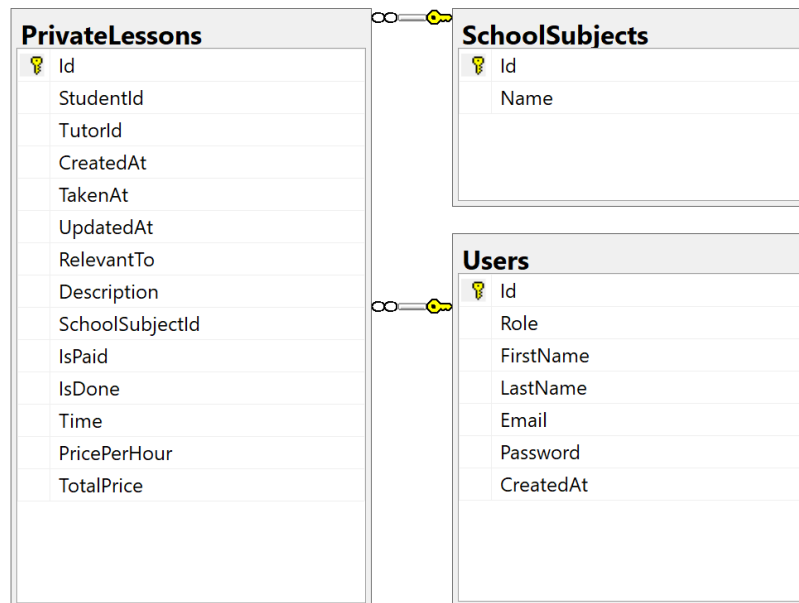 PrivateLessons
Id
StudentId
TutorId
CreatedAt
TakenAt
UpdatedAt
RelevantTo
Description
SchoolSubjectId
IsPaid
IsDone
Time
PricePerHour
TotalPrice
SchoolSubjects
Id
Name
Users
Id
Role
FirstName
LastName
Email
Password
CreatedAt